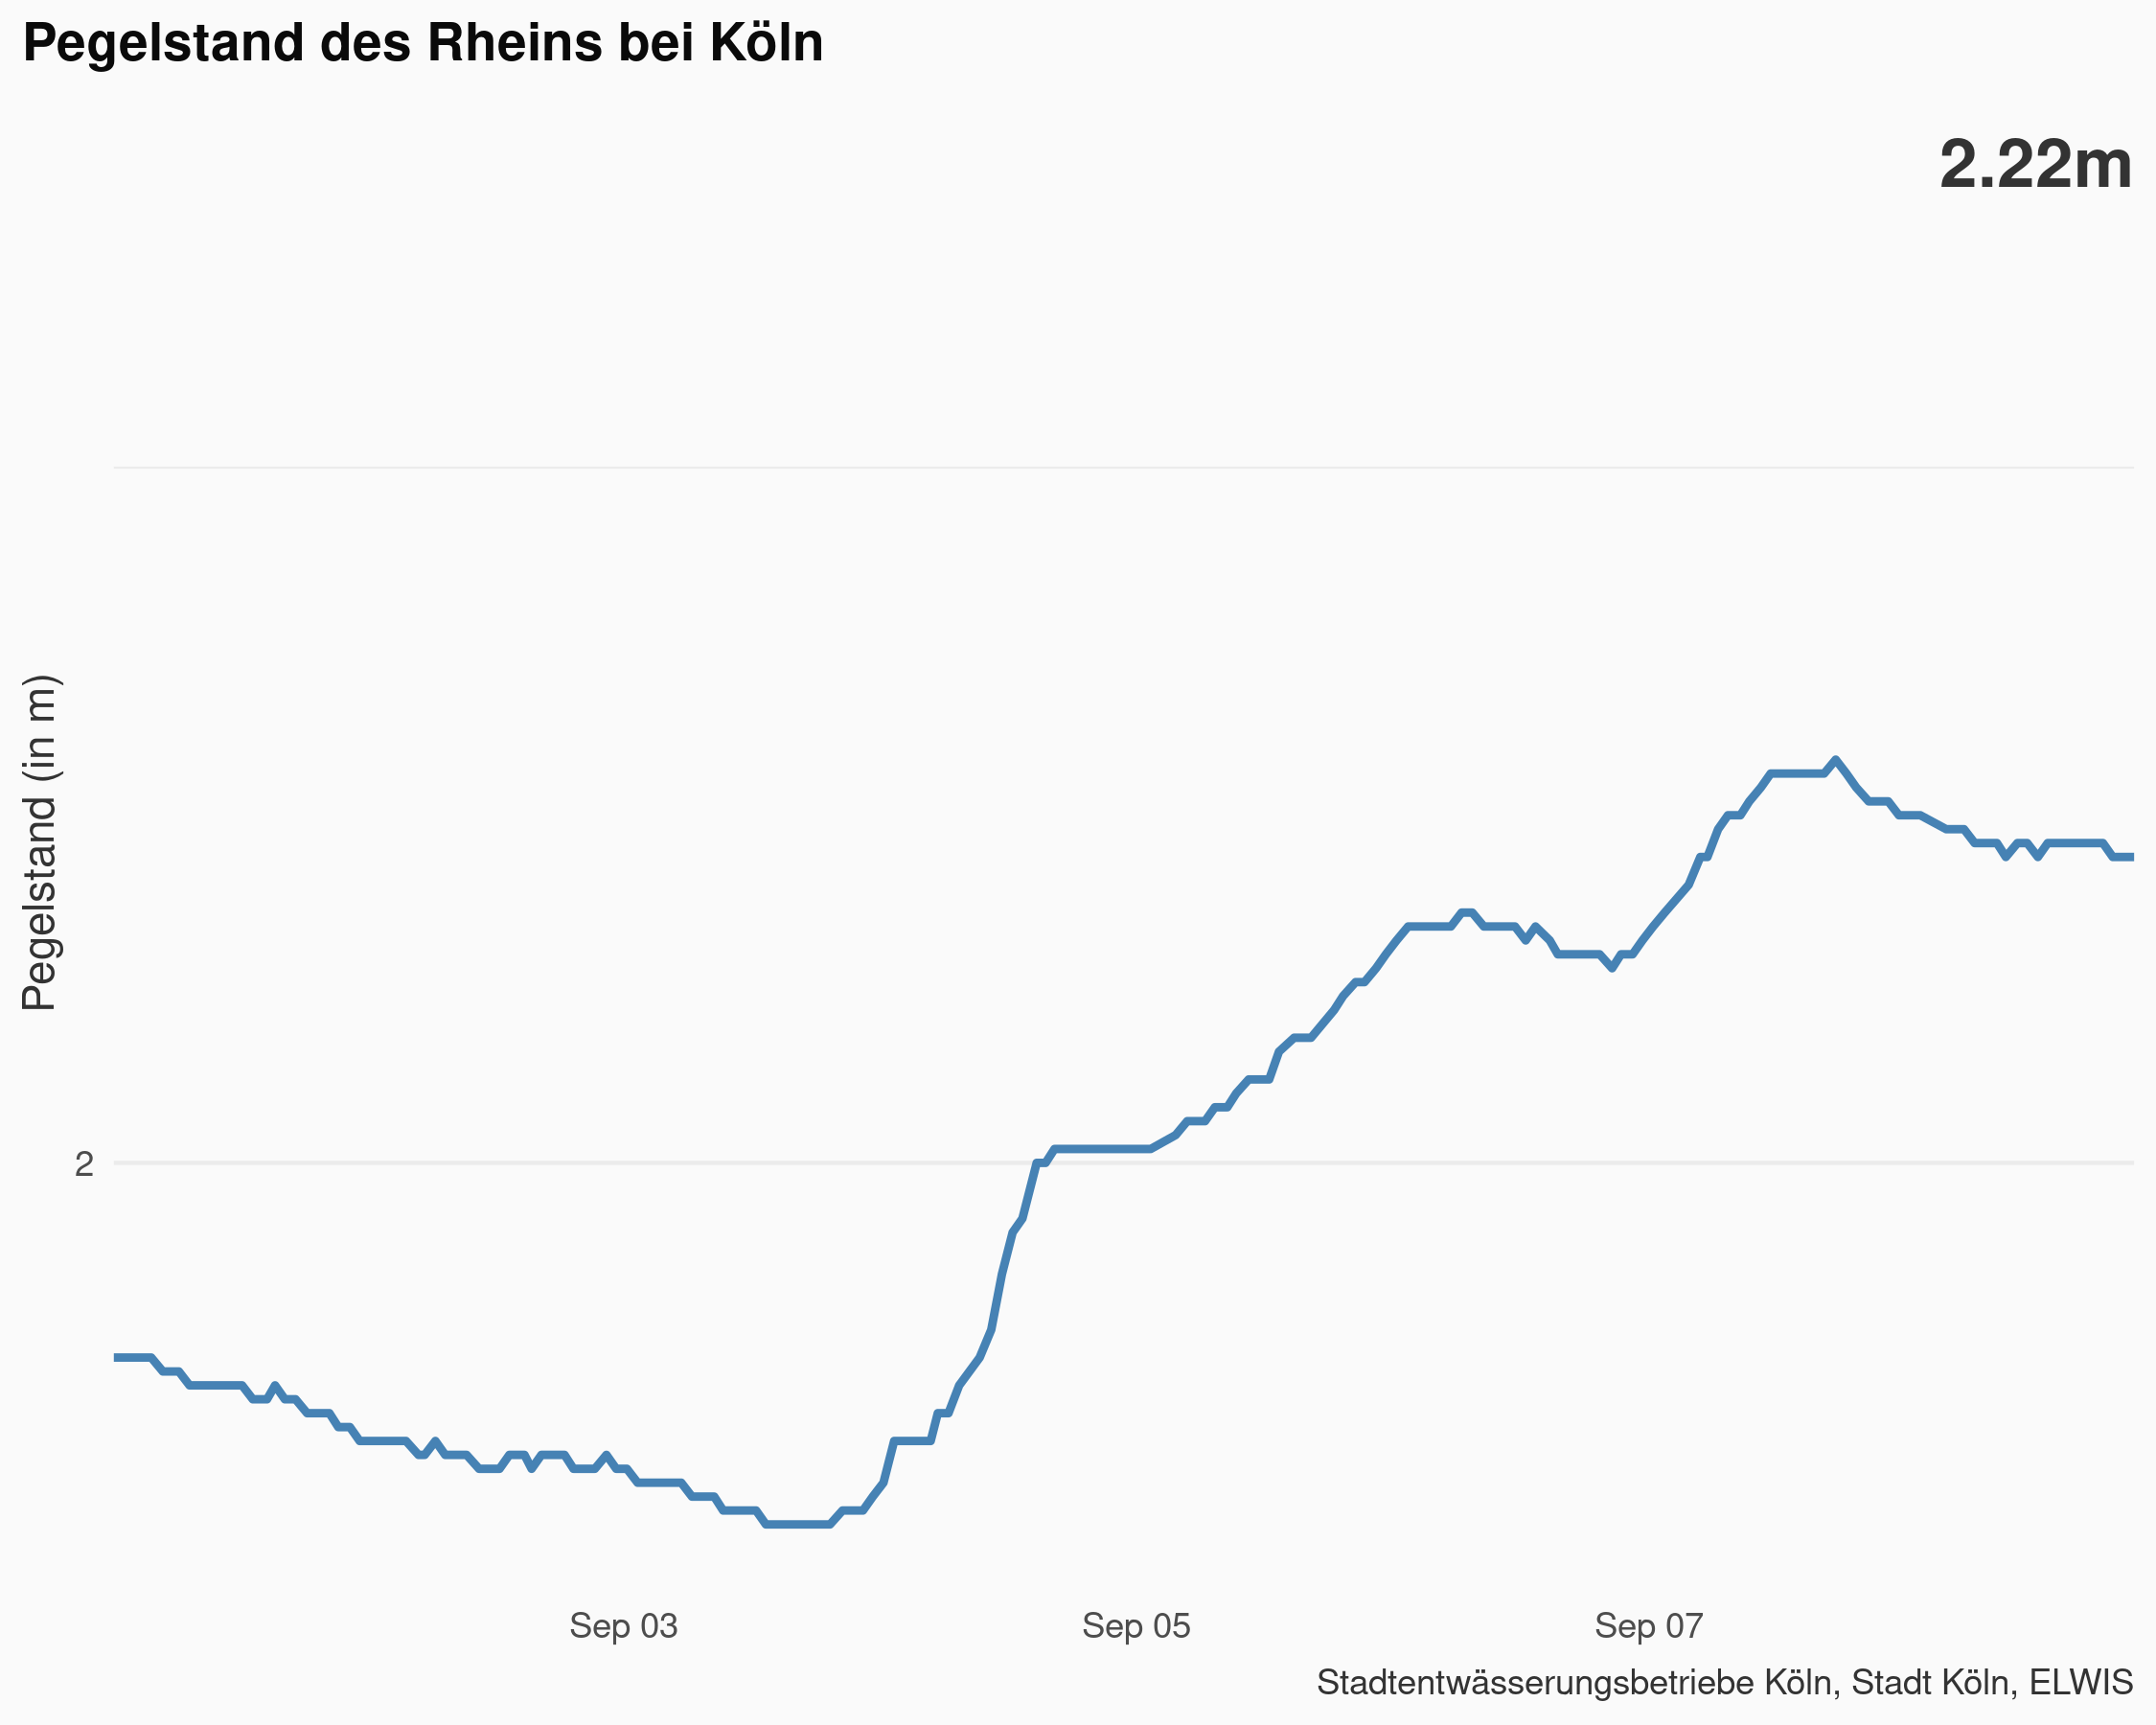 Pegelstand des Rheins bei Köln
2.22m
Pegelstand (in m)
2
Sep 03
Sep 05
Sep 07
Stadtentwässerungsbetriebe Köln, Stadt Köln, ELWIS